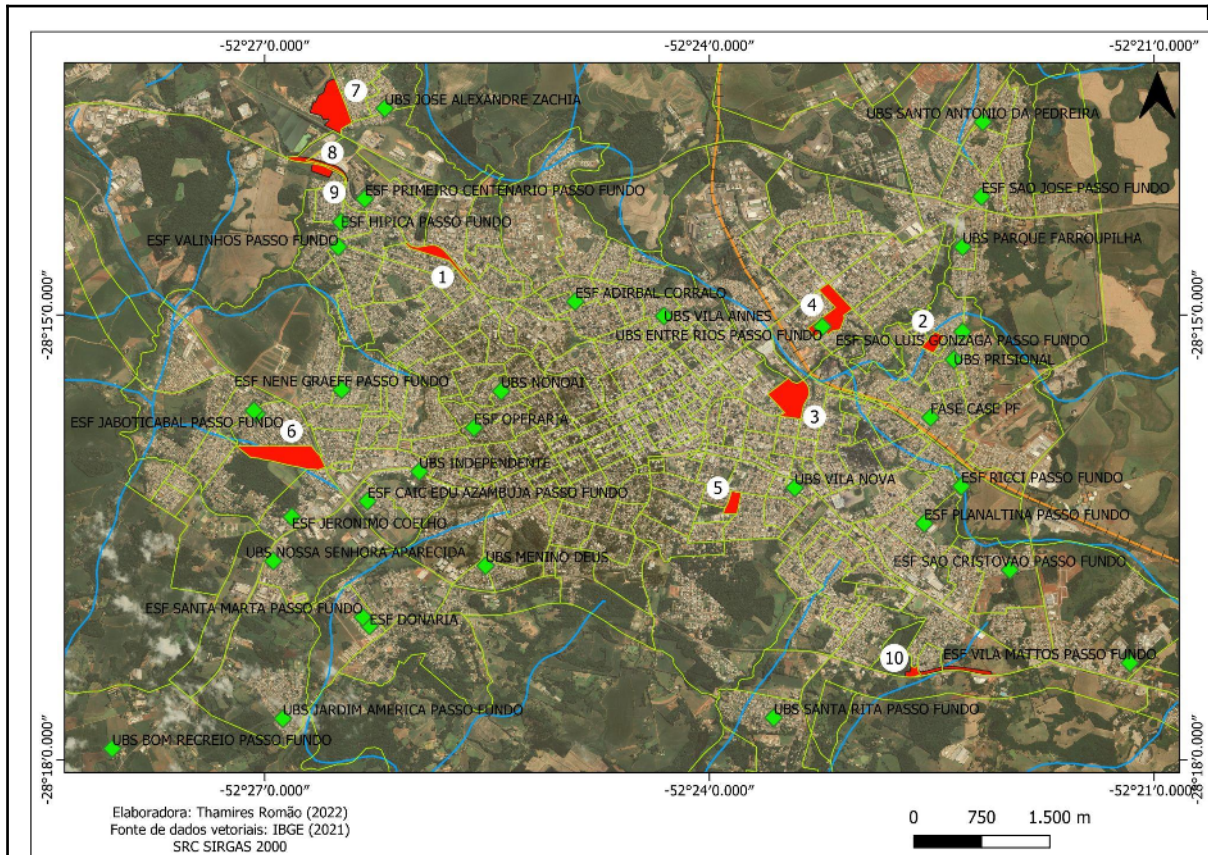 -52°27'0.000"
-52°24'0.000"
-52°21'0.000"
7
UBS JOSE ALEXANDRE ZACHIA
UBS SANTO ANTONIO DA PEDREIRA
8
9
ESF PRIMEIRO CENTENARIO PASSO FUNDO
ESF SAO JOSE PASSO FUNDO
ESF HIPICA PASSO FUNDO
ESF VALINHOS PASSO FUNDO
UBS PARQUE FARROUPILHA
1
ESF ADIRBAL CORRALO
4
-28°15'0.000"
-28°15'0.000"
UBS VILA ANNES
2
UBS ENTRE RIOS PASSO FUNDO
ESF SAO LUIS GONZAGA PASSO FUNDO
UBS PRISIONAL
ESF NENE GRAEFF PASSO FUNDO
UBS NONOAI
ESF JABOTICABAL PASSO FUNDO
6
ESF OPERARIA
3
FASE CASE PF
UBS INDEPENDENTE
5
UBS VILA NOVA
ESF RICCI PASSO FUNDO
ESF CAIC EDU AZAMBUJA PASSO FUNDO
ESF JERONIMO COELHO
ESF PLANALTINA PASSO FUNDO
UBS NOSSA SENHORA APARECIDA
UBS MENINO DEUS
ESF SAO CRISTOVAO PASSO FUNDO
ESF SANTA MARTA PASSO FUNDO
ESF DONARIA
10
ESF VILA MATTOS PASSO FUNDO
UBS JARDIM AMERICA PASSO FUNDO
UBS SANTA RITA PASSO FUNDO
UBS BOM RECREIO PASSO FUNDO
-28°18'0.000"
-28°18'0.000"
-52°27'0.000"
-52°24'0.000"
-52°21'0.000"
Elaboradora: Thamires Romão (2022)
Fonte de dados vetoriais: IBGE (2021)
SRC SIRGAS 2000
0 750 1.500 m